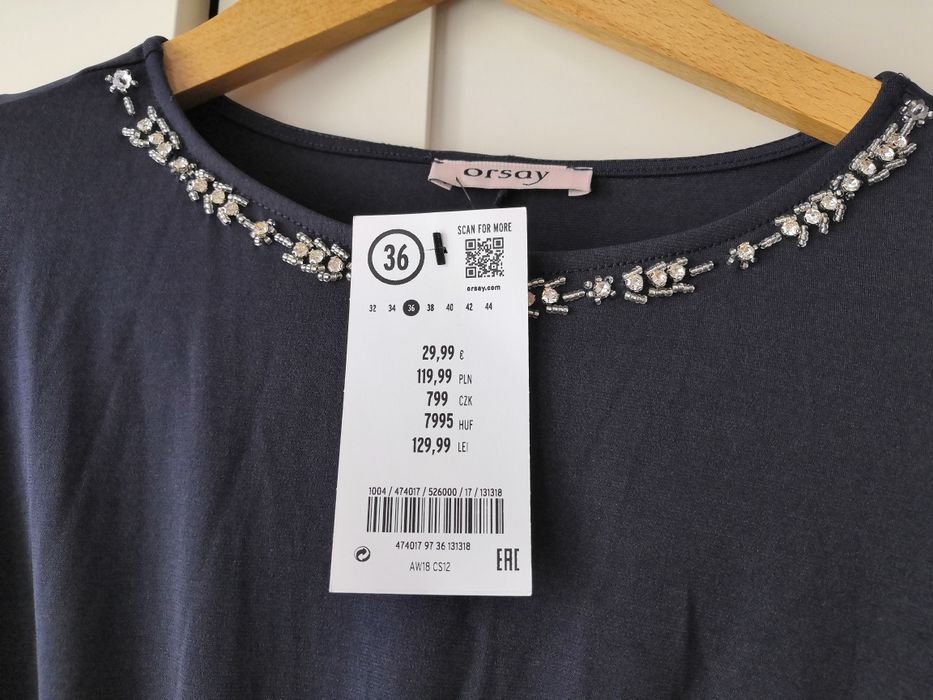 orsay
SCAN FOR MORE
36
orsay.com
32 34 36 38 40 42 44
29,99 €
119,99 PLN
799 CZK
7995 HUF
129,99 LEI
1004 / 474017 / 526000 / 17 / 131318
474017 97 36 131318
AW18 CS12
EAC